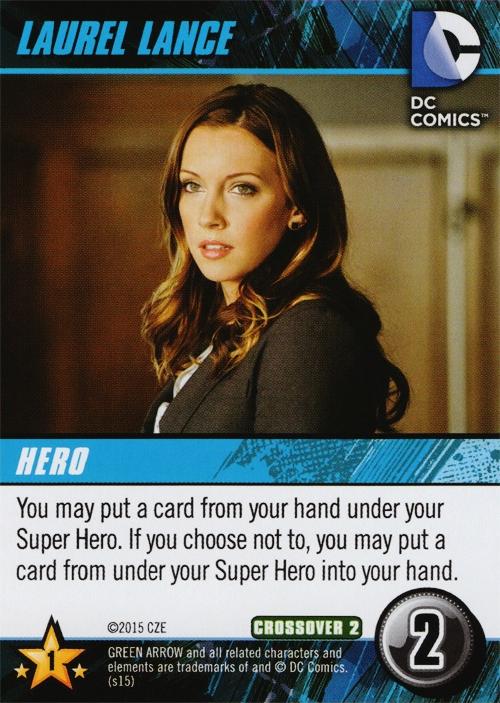 LAUREL LANCE
DC
COMICS™
HERO
You may put a card from your hand under your
Super Hero. If you choose not to, you may put a
card from under your Super Hero into your hand.
©2015 CZE
CROSSOVER 2
2
1
GREEN ARROW and all related characters and
elements are trademarks of and © DC Comics.
(s15)